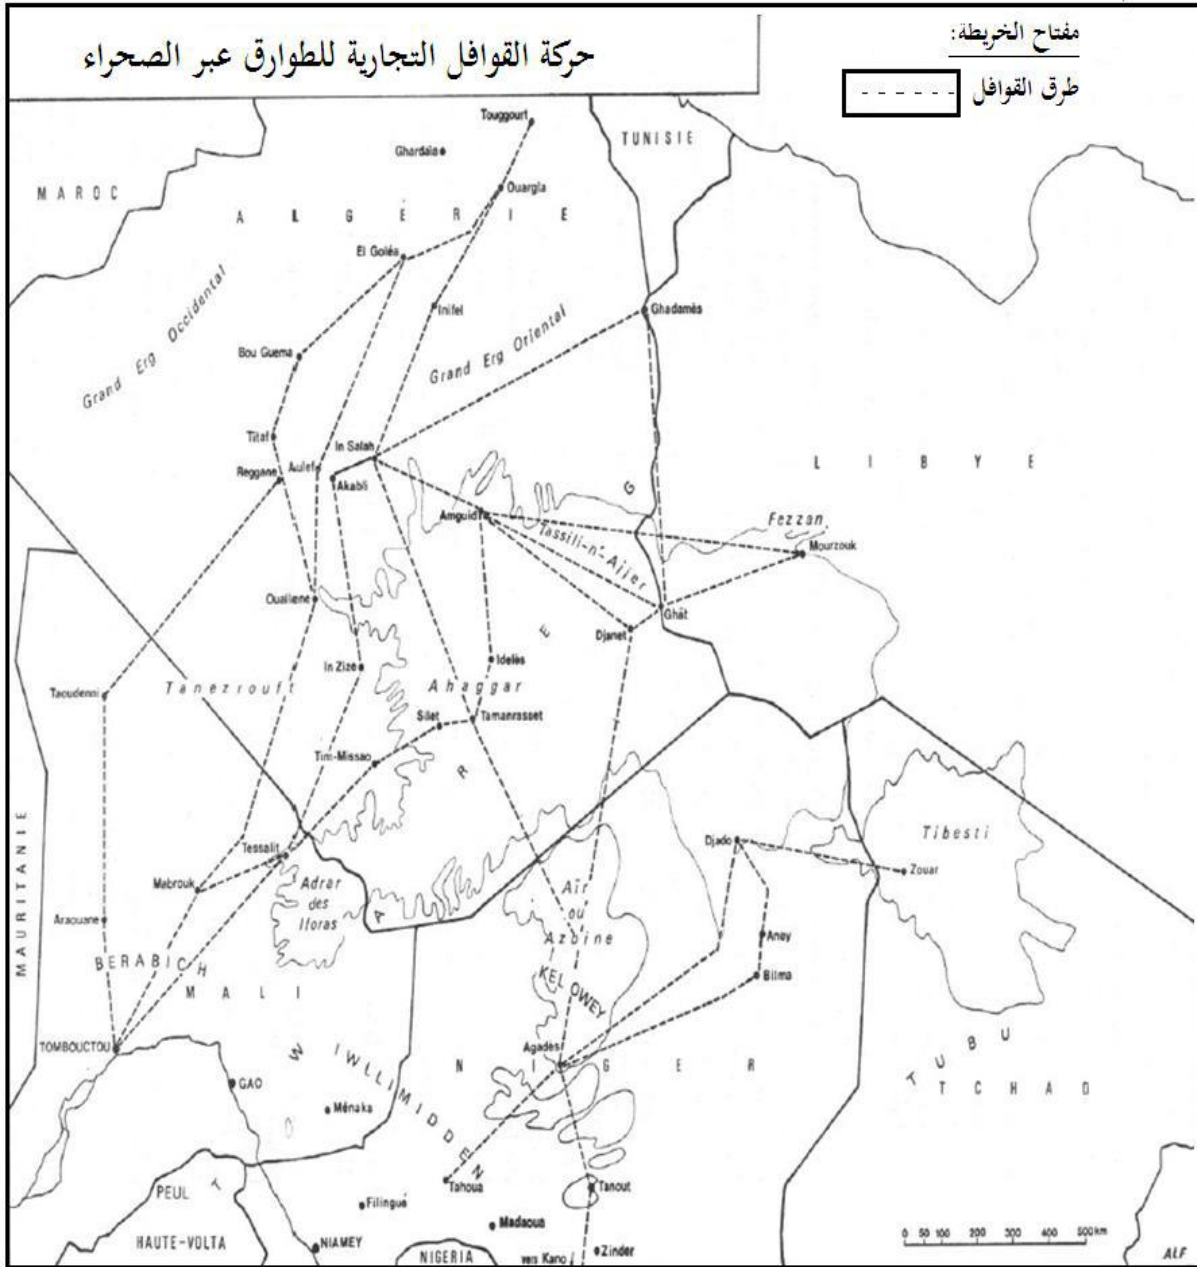 حركة القوافل التجارية للطوارق عبر الصحراء
مفتاح الخريطة:
طرق القوافل
Touggourt
TUNISIE
Ghardaïa
Ouargla
MAROC
ALGÉRIE
El Goléa
Grand Erg Occidental
Inifel
Grand Erg Oriental
Ghadamès
Bou Guema
Titaf
In Salah
Reggane
Aulef
Akabli
LIBYE
Amguid
Tassili-n'-Ajjer
Fezzan
Mourzouk
Ouallene
Ghât
Djanet
In Zize
Idelès
Taoudenni
Tanezrouft
Ahaggar
Silet
Tamanrasset
Tim-Missao
TOUAREG
MAURITANIE
Tessalit
Djado
Tibesti
Zouar
Mabrouk
Adrar
des
Iforas
Aïr
ou
Azbine
Araouane
Aney
BERABICH
Bilma
KEL OWEY
MALI
TOMBOUCTOU
Agadès
NIGER
IWLLIMIDDEN
TUBU
TCHAD
GAO
Ménaka
Tahoua
Tanout
PEUL
Filingué
Madaoua
HAUTE-VOLTA
NIAMEY
NIGERIA
vers Kano
Zinder
0 100 200 300 400 500km
ALF